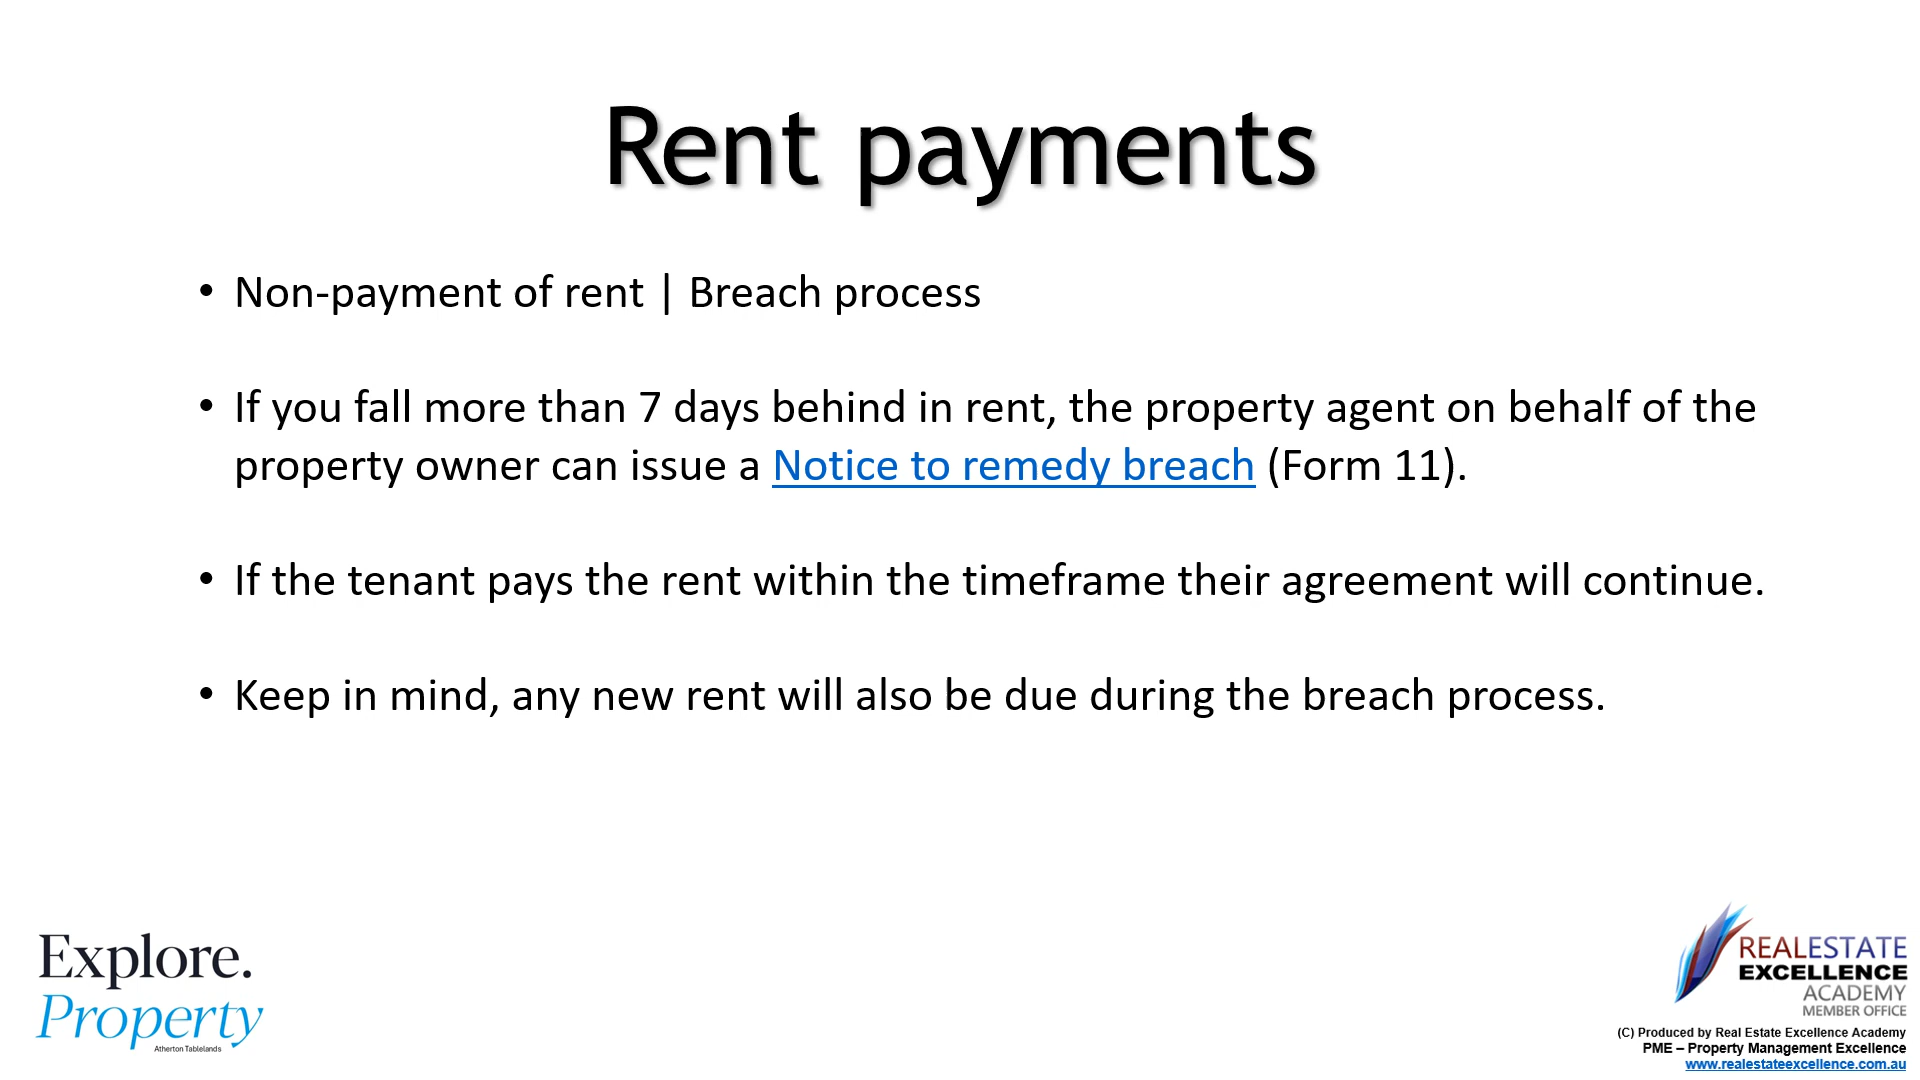 Rent payments
• Non-payment of rent | Breach process
• If you fall more than 7 days behind in rent, the property agent on behalf of the
property owner can issue a Notice to remedy breach (Form 11).
• If the tenant pays the rent within the timeframe their agreement will continue.
• Keep in mind, any new rent will also be due during the breach process.
Explore.
Property
Atherton Tablelands
REALESTATE
EXCELLENCE
ACADEMY
MEMBER OFFICE
(C) Produced by Real Estate Excellence Academy
PME – Property Management Excellence
www.realestateexcellence.com.au